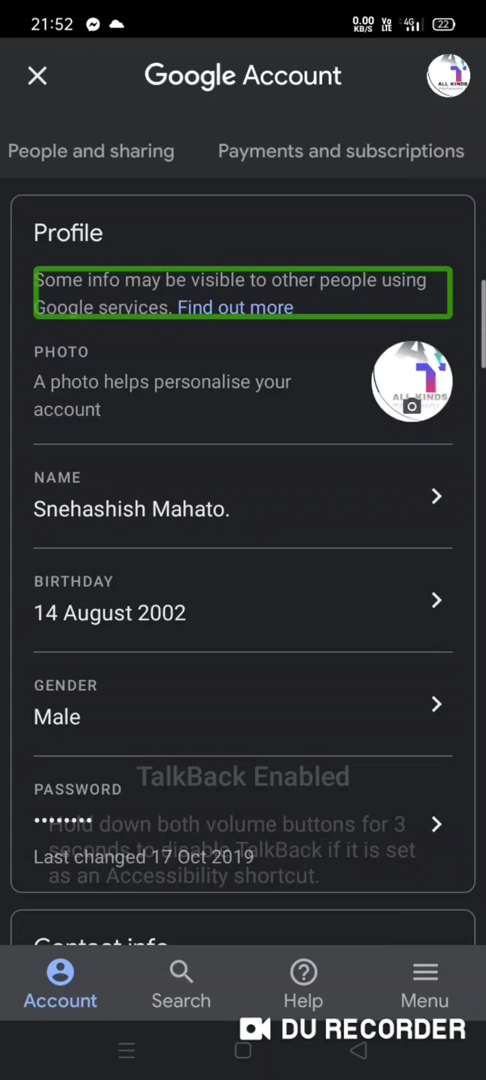 21:52 0.00 KB/S Vo LTE 4G 22
Google Account
People and sharing Payments and subscriptions
Profile
Some info may be visible to other people using
Google services. Find out more
PHOTO
A photo helps personalise your
account
ALL KINDS
NAME
Snehashish Mahato.
BIRTHDAY
14 August 2002
GENDER
Male
TalkBack Enabled
PASSWORD
••••••••
Hold down both volume buttons for 3
seconds to disable TalkBack if it is set
Last changed 17 Oct 2019
as an Accessibility shortcut.
Contact info
Account Search Help Menu
DU RECORDER